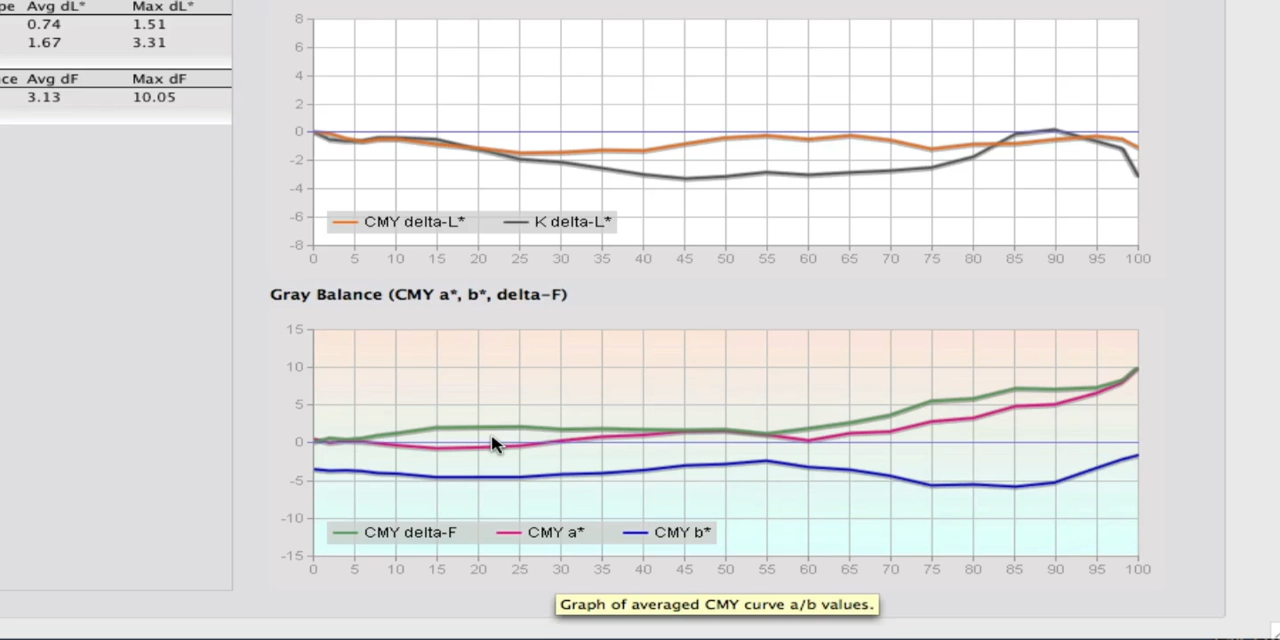 pe Avg dL* Max dL*
0.74 1.51
1.67 3.31
ce Avg dF Max dF
3.13 10.05
8
6
4
2
0
-2
-4
-6
-8
CMY delta-L* K delta-L*
0 5 10 15 20 25 30 35 40 45 50 55 60 65 70 75 80 85 90 95 100
Gray Balance (CMY a*, b*, delta-F)
15
10
5
0
-5
-10
-15
CMY delta-F CMY a* CMY b*
0 5 10 15 20 25 30 35 40 45 50 55 60 65 70 75 80 85 90 95 100
Graph of averaged CMY curve a/b values.